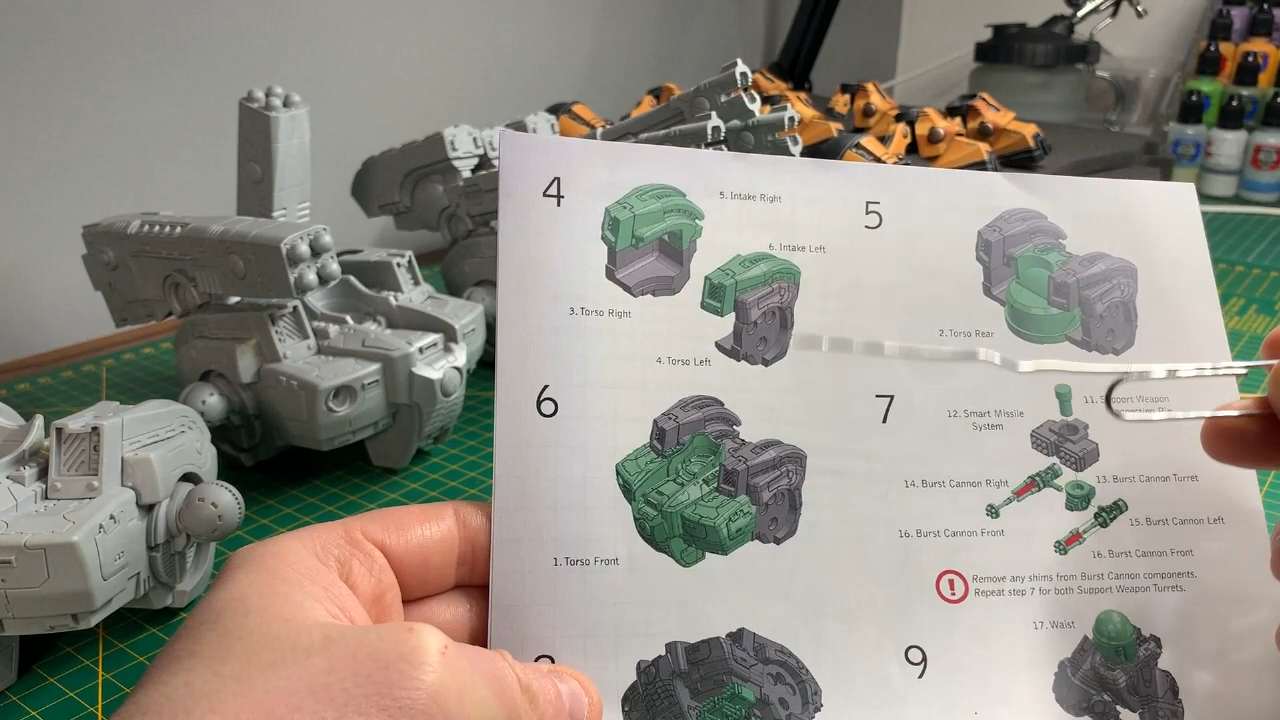 4
5. Intake Right
6. Intake Left
3. Torso Right
4. Torso Left
5
2. Torso Rear
6
1. Torso Front
7
11. Support Weapon
12. Smart Missile
System
14. Burst Cannon Right
13. Burst Cannon Turret
15. Burst Cannon Left
16. Burst Cannon Front
16. Burst Cannon Front
! Remove any shims from Burst Cannon components.
Repeat step 7 for both Support Weapon Turrets.
17. Waist
9